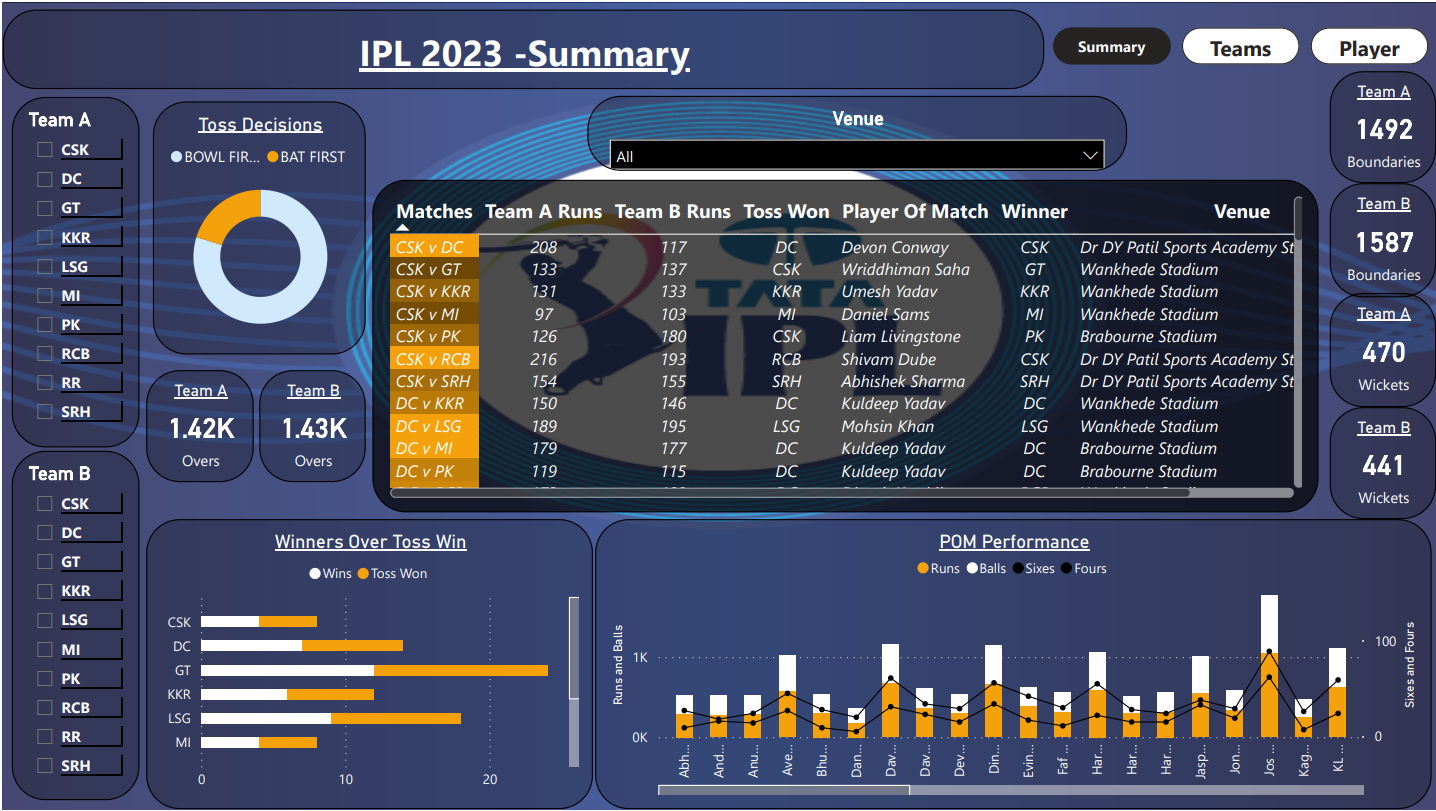 IPL 2023 -Summary
Summary
Teams
Player
Team A
CSK
DC
GT
KKR
LSG
MI
PK
RCB
RR
SRH
Team B
CSK
DC
GT
KKR
LSG
MI
PK
RCB
RR
SRH
Toss Decisions
BOWL FIR... BAT FIRST
Team A
1.42K
Overs
Team B
1.43K
Overs
Venue
All
Matches Team A Runs Team B Runs Toss Won Player Of Match Winner Venue
CSK v DC 208 117 DC Devon Conway CSK Dr DY Patil Sports Academy St
CSK v GT 133 137 CSK Wriddhiman Saha GT Wankhede Stadium
CSK v KKR 131 133 KKR Umesh Yadav KKR Wankhede Stadium
CSK v MI 97 103 MI Daniel Sams MI Wankhede Stadium
CSK v PK 126 180 CSK Liam Livingstone PK Brabourne Stadium
CSK v RCB 216 193 RCB Shivam Dube CSK Dr DY Patil Sports Academy St
CSK v SRH 154 155 SRH Abhishek Sharma SRH Dr DY Patil Sports Academy St
DC v KKR 150 146 DC Kuldeep Yadav DC Wankhede Stadium
DC v LSG 189 195 LSG Mohsin Khan LSG Wankhede Stadium
DC v MI 179 177 DC Kuldeep Yadav DC Brabourne Stadium
DC v PK 119 115 DC Kuldeep Yadav DC Brabourne Stadium
TATA
IPL
Team A
1492
Boundaries
Team B
1587
Boundaries
Team A
470
Wickets
Team B
441
Wickets
Winners Over Toss Win
Wins Toss Won
CSK
DC
GT
KKR
LSG
MI
0 10 20
POM Performance
Runs Balls Sixes Fours
Runs and Balls
1K
0K
100
0
Sixes and Fours
Abh...
And...
Anu...
Ave...
Bhu...
Dan...
Dav...
Dav...
Dev...
Din...
Evin...
Faf ...
Har...
Har...
Har...
Jasp...
Jon...
Jos ...
Kag...
KL ...